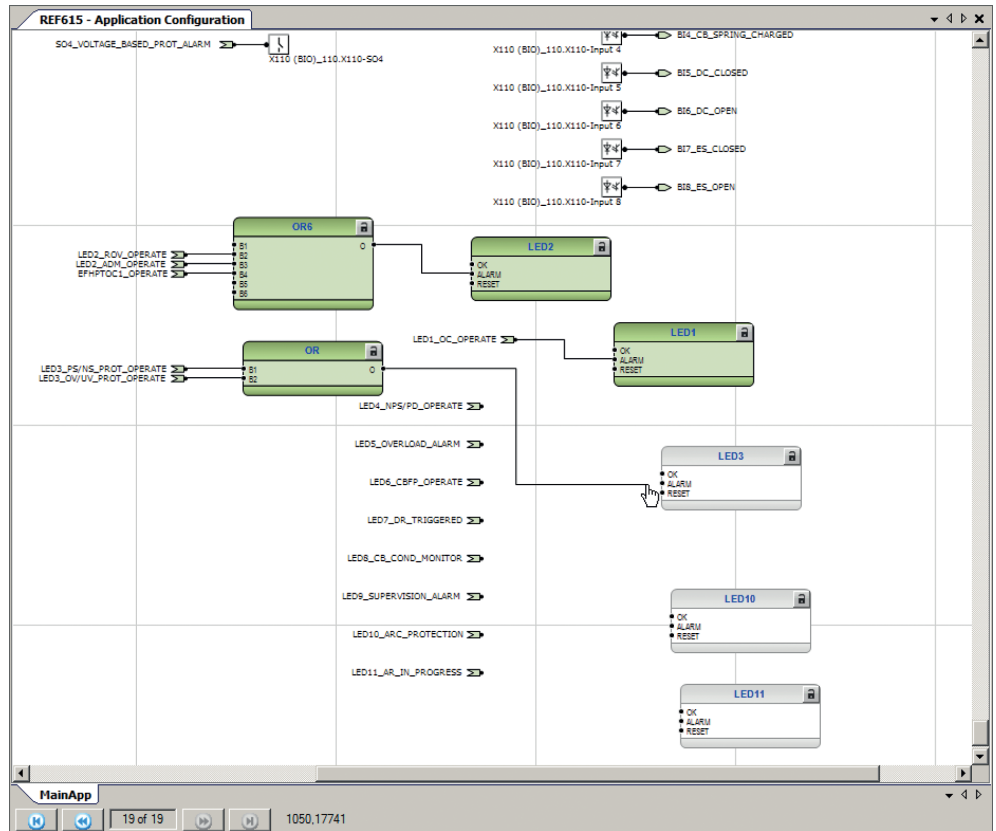 REF615 - Application Configuration
SO4_VOLTAGE_BASED_PROT_ALARM
X110 (BIO)_110.X110-SO4
BI4_CB_SPRING_CHARGED
X110 (BIO)_110.X110-Input 4
BI5_DC_CLOSED
X110 (BIO)_110.X110-Input 5
BI6_DC_OPEN
X110 (BIO)_110.X110-Input 6
BI7_ES_CLOSED
X110 (BIO)_110.X110-Input 7
BI8_ES_OPEN
X110 (BIO)_110.X110-Input 8
OR6
B1
B2
B3
B4
B5
B6
O
LED2_ROV_OPERATE
LED2_ADM_OPERATE
EFHPTOC1_OPERATE
LED2
OK
ALARM
RESET
LED1_OC_OPERATE
LED1
OK
ALARM
RESET
OR
B1
B2
O
LED3_PS/NS_PROT_OPERATE
LED3_OV/UV_PROT_OPERATE
LED4_NPS/PD_OPERATE
LED5_OVERLOAD_ALARM
LED6_CBFP_OPERATE
LED7_DR_TRIGGERED
LED8_CB_COND_MONITOR
LED9_SUPERVISION_ALARM
LED10_ARC_PROTECTION
LED11_AR_IN_PROGRESS
LED3
OK
ALARM
RESET
LED10
OK
ALARM
RESET
LED11
OK
ALARM
RESET
MainApp
19 of 19
1050,17741